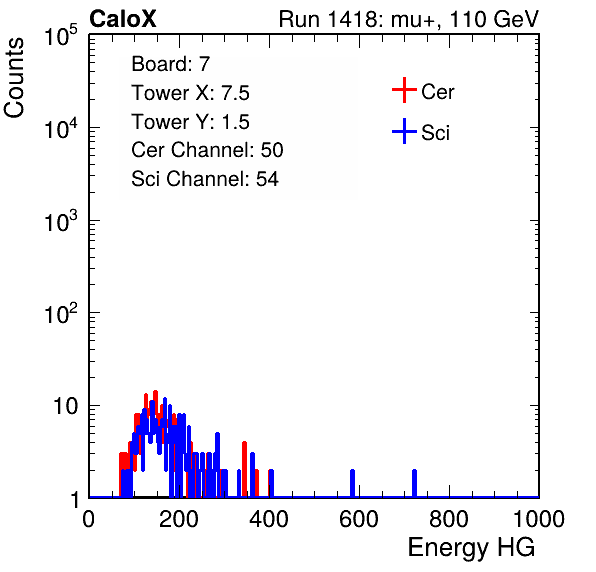 CaloX Run 1418: mu+, 110 GeV
Counts
Board: 7
Tower X: 7.5
Tower Y: 1.5
Cer Channel: 50
Sci Channel: 54
Cer
Sci
10^5
10^4
10^3
10^2
10
1
0 200 400 600 800 1000
Energy HG